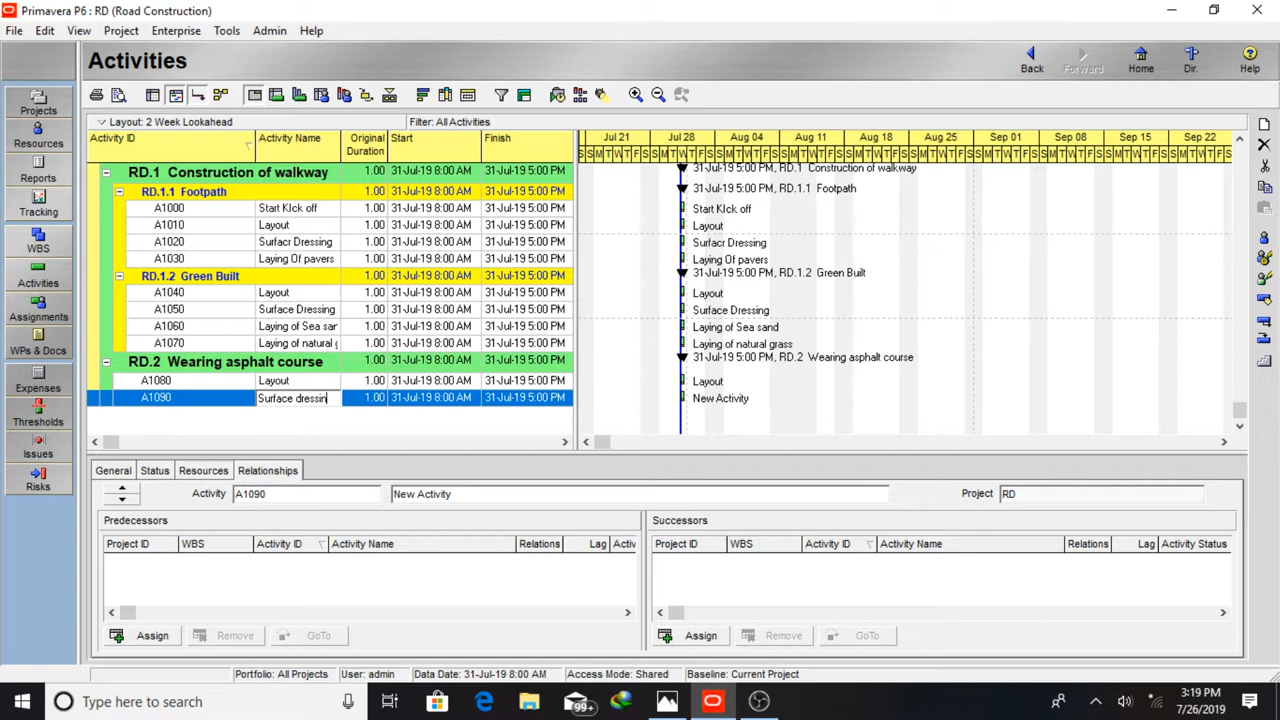 Primavera P6 : RD (Road Construction)
File Edit View Project Enterprise Tools Admin Help
Activities
Back Forward Home Dir. Help
Projects
Resources
Reports
Tracking
WBS
Activities
Assignments
WPs & Docs
Expenses
Thresholds
Issues
Risks
Layout: 2 Week Lookahead Filter: All Activities
Activity ID Activity Name Original Duration Start Finish
Jul 21 Jul 28 Aug 04 Aug 11 Aug 18 Aug 25 Sep 01 Sep 08 Sep 15 Sep 22
RD.1 Construction of walkway 1.00 31-Jul-19 8:00 AM 31-Jul-19 5:00 PM 31-Jul-19 5:00 PM, RD.1 Construction of walkway
RD.1.1 Footpath 1.00 31-Jul-19 8:00 AM 31-Jul-19 5:00 PM 31-Jul-19 5:00 PM, RD.1.1 Footpath
A1000 Start KIck off 1.00 31-Jul-19 8:00 AM 31-Jul-19 5:00 PM Start KIck off
A1010 Layout 1.00 31-Jul-19 8:00 AM 31-Jul-19 5:00 PM Layout
A1020 Surfacr Dressing 1.00 31-Jul-19 8:00 AM 31-Jul-19 5:00 PM Surfacr Dressing
A1030 Laying Of pavers 1.00 31-Jul-19 8:00 AM 31-Jul-19 5:00 PM Laying Of pavers
RD.1.2 Green Built 1.00 31-Jul-19 8:00 AM 31-Jul-19 5:00 PM 31-Jul-19 5:00 PM, RD.1.2 Green Built
A1040 Layout 1.00 31-Jul-19 8:00 AM 31-Jul-19 5:00 PM Layout
A1050 Surface Dressing 1.00 31-Jul-19 8:00 AM 31-Jul-19 5:00 PM Surface Dressing
A1060 Laying of Sea sar 1.00 31-Jul-19 8:00 AM 31-Jul-19 5:00 PM Laying of Sea sand
A1070 Laying of natural g 1.00 31-Jul-19 8:00 AM 31-Jul-19 5:00 PM Laying of natural grass
RD.2 Wearing asphalt course 1.00 31-Jul-19 8:00 AM 31-Jul-19 5:00 PM 31-Jul-19 5:00 PM, RD.2 Wearing asphalt course
A1080 Layout 1.00 31-Jul-19 8:00 AM 31-Jul-19 5:00 PM Layout
A1090 Surface dressin 1.00 31-Jul-19 8:00 AM 31-Jul-19 5:00 PM New Activity
General Status Resources Relationships
Activity A1090 New Activity Project RD
Predecessors Successors
Project ID WBS Activity ID Activity Name Relations Lag Activ Project ID WBS Activity ID Activity Name Relations Lag Activity Status
Assign Remove GoTo Assign Remove GoTo
Portfolio: All Projects User: admin Data Date: 31-Jul-19 8:00 AM Access Mode: Shared Baseline: Current Project
Type here to search 99+ 3:19 PM
7/26/2019